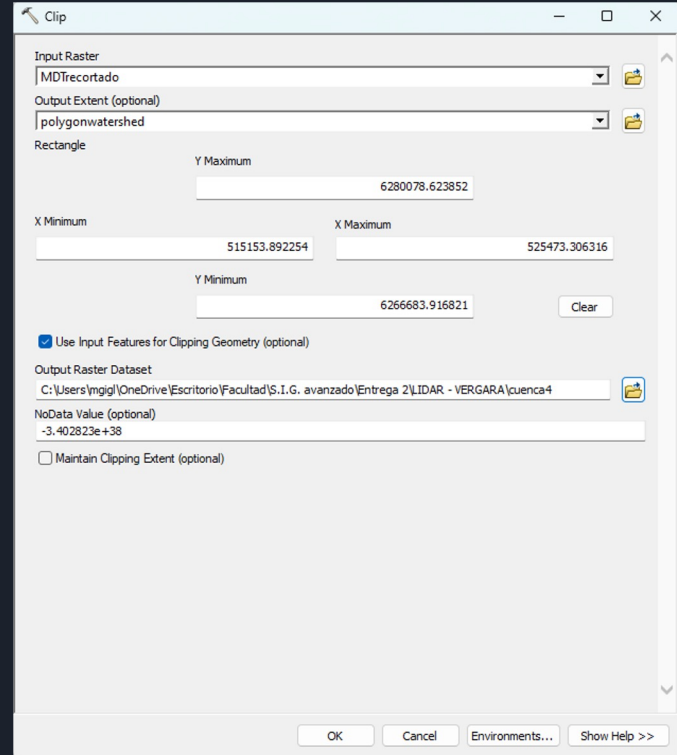 Clip
Input Raster
MDTrecortado
Output Extent (optional)
polygonwatershed
Rectangle
Y Maximum
6280078.623852
X Minimum
X Maximum
515153.892254
525473.306316
Y Minimum
6266683.916821
Clear
Use Input Features for Clipping Geometry (optional)
Output Raster Dataset
C:\Users\mgigl\OneDrive\Escritorio\Facultad\S.I.G. avanzado\Entrega 2\LIDAR - VERGARA\cuenca4
NoData Value (optional)
-3.402823e+38
Maintain Clipping Extent (optional)
OK
Cancel
Environments...
Show Help >>